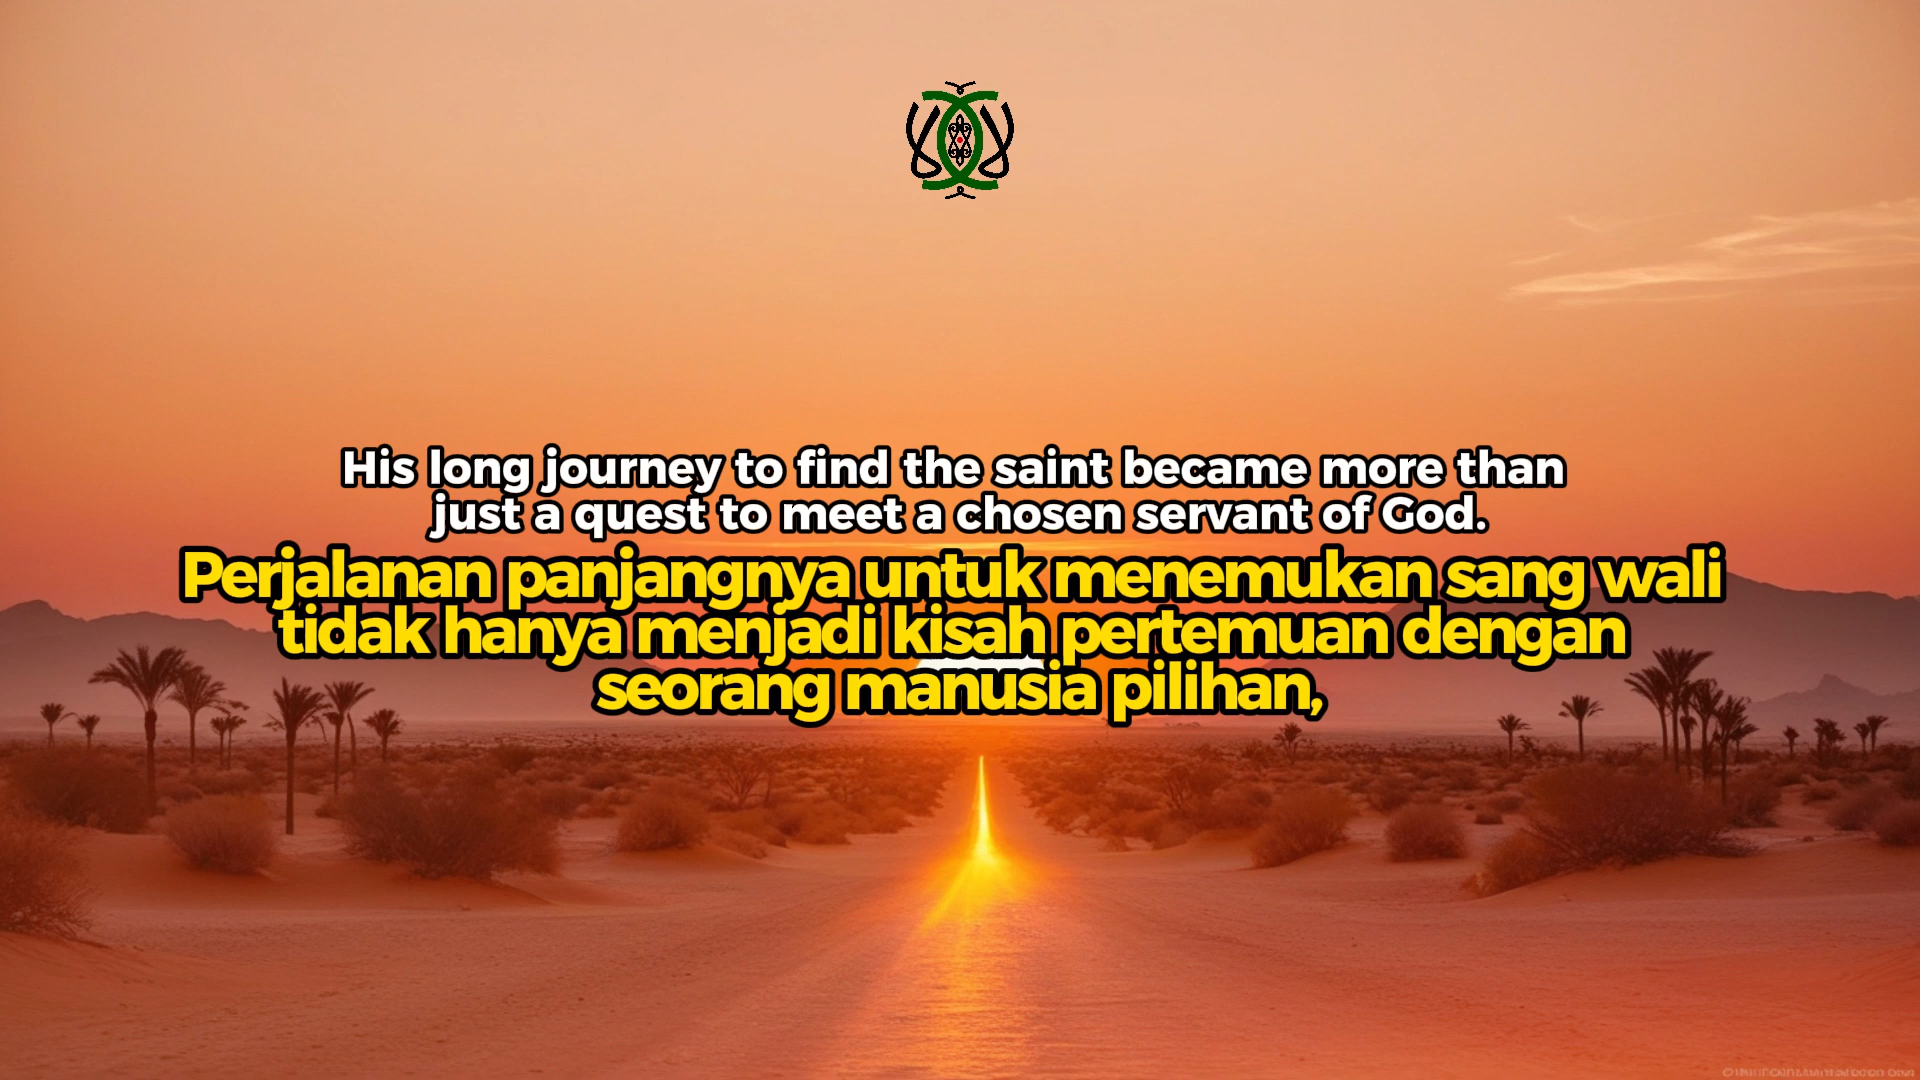 His long journey to find the saint became more than
just a quest to meet a chosen servant of God.
Perjalanan panjangnya untuk menemukan sang wali
tidak hanya menjadi kisah pertemuan dengan
seorang manusia pilihan,